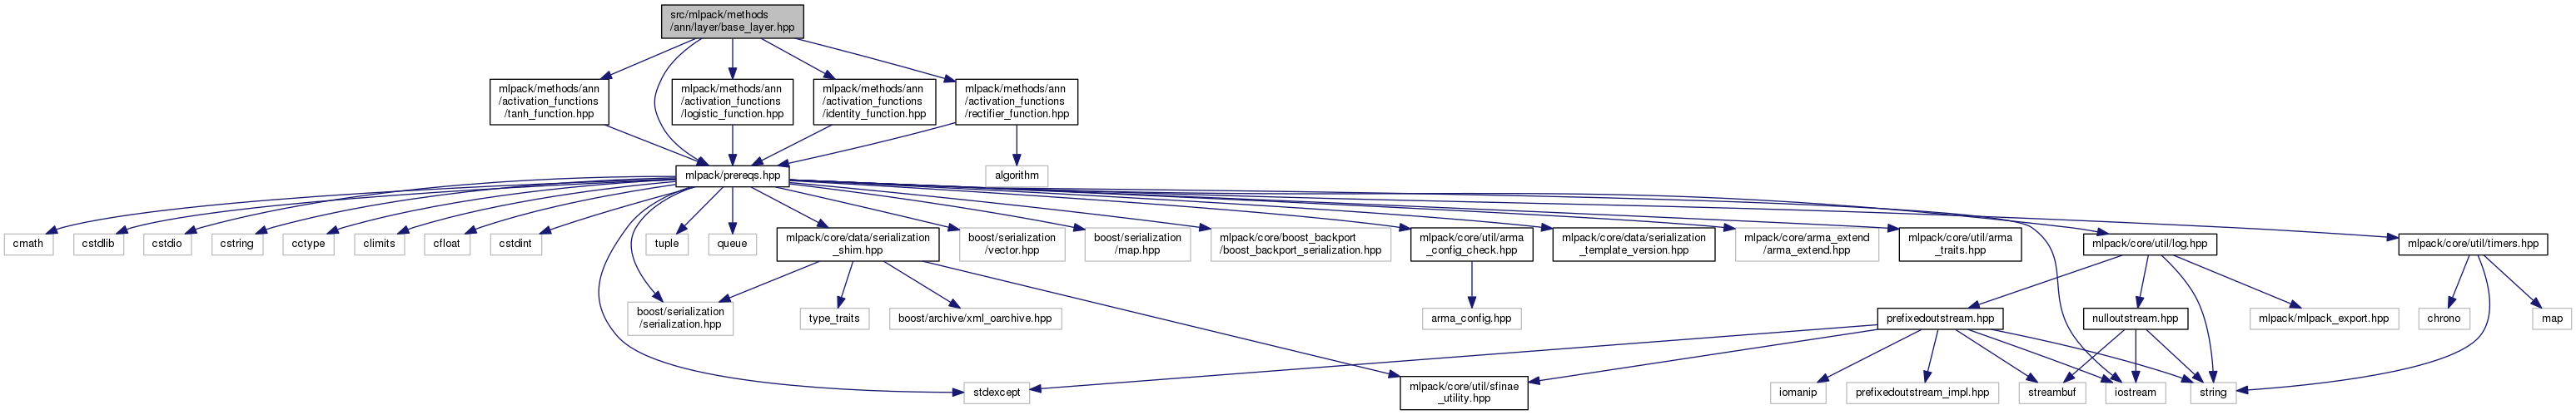 src/mlpack/methods
/ann/layer/base_layer.hpp
mlpack/methods/ann
/activation_functions
/tanh_function.hpp
mlpack/methods/ann
/activation_functions
/logistic_function.hpp
mlpack/methods/ann
/activation_functions
/identity_function.hpp
mlpack/methods/ann
/activation_functions
/rectifier_function.hpp
mlpack/prereqs.hpp
algorithm
cmath
cstdlib
cstdio
cstring
cctype
climits
cfloat
cstdint
tuple
queue
mlpack/core/data/serialization
_shim.hpp
boost/serialization
/vector.hpp
boost/serialization
/map.hpp
mlpack/core/boost_backport
/boost_backport_serialization.hpp
mlpack/core/util/arma
_config_check.hpp
mlpack/core/data/serialization
_template_version.hpp
mlpack/core/arma_extend
/arma_extend.hpp
mlpack/core/util/arma
_traits.hpp
mlpack/core/util/log.hpp
mlpack/core/util/timers.hpp
boost/serialization
/serialization.hpp
type_traits
boost/archive/xml_oarchive.hpp
arma_config.hpp
prefixedoutstream.hpp
nulloutstream.hpp
mlpack/mlpack_export.hpp
chrono
map
stdexcept
mlpack/core/util/sfinae
_utility.hpp
iomanip
prefixedoutstream_impl.hpp
streambuf
iostream
string